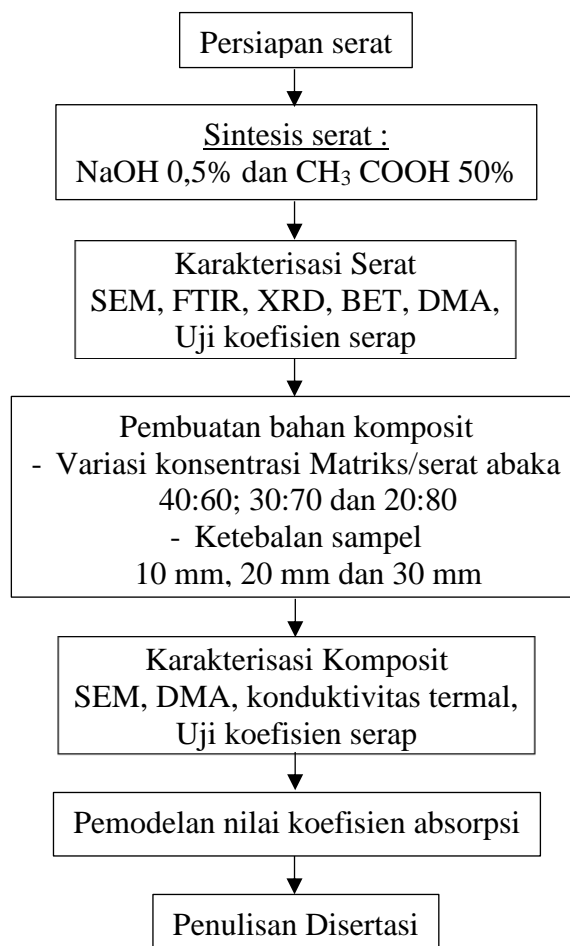 Persiapan serat
Sintesis serat :
NaOH 0,5% dan CH₃ COOH 50%
Karakterisasi Serat
SEM, FTIR, XRD, BET, DMA,
Uji koefisien serap
Pembuatan bahan komposit
- Variasi konsentrasi Matriks/serat abaka
40:60; 30:70 dan 20:80
- Ketebalan sampel
10 mm, 20 mm dan 30 mm
Karakterisasi Komposit
SEM, DMA, konduktivitas termal,
Uji koefisien serap
Pemodelan nilai koefisien absorpsi
Penulisan Disertasi